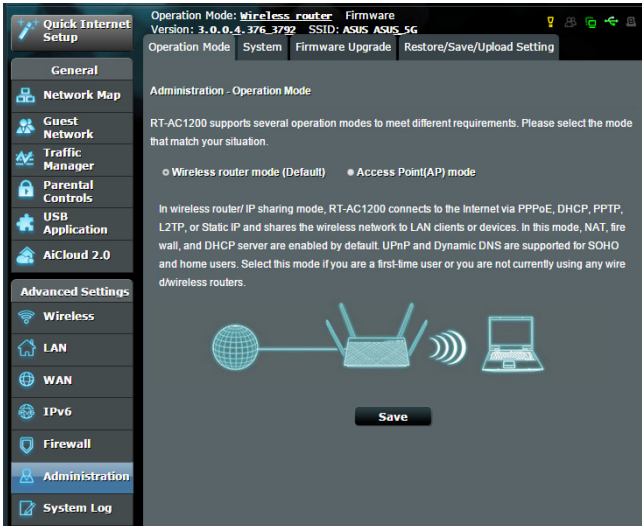 Quick Internet
Setup
General
Network Map
Guest
Network
Traffic
Manager
Parental
Controls
USB
Application
AiCloud 2.0
Advanced Settings
Wireless
LAN
WAN
IPv6
Firewall
Administration
System Log
Operation Mode: Wireless router Firmware
Version: 3.0.0.4.376_3792 SSID: ASUS ASUS_5G
Operation Mode System Firmware Upgrade Restore/Save/Upload Setting
Administration - Operation Mode
RT-AC1200 supports several operation modes to meet different requirements. Please select the mode
that match your situation.
Wireless router mode (Default) Access Point(AP) mode
In wireless router/ IP sharing mode, RT-AC1200 connects to the Internet via PPPoE, DHCP, PPTP,
L2TP, or Static IP and shares the wireless network to LAN clients or devices. In this mode, NAT, fire
wall, and DHCP server are enabled by default. UPnP and Dynamic DNS are supported for SOHO
and home users. Select this mode if you are a first-time user or you are not currently using any wire
d/wireless routers.
Save